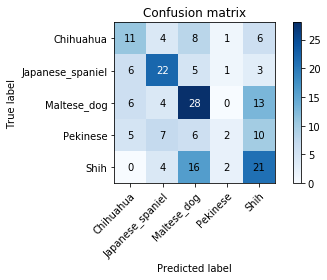 Confusion matrix
Chihuahua 11 4 8 1 6
Japanese_spaniel 6 22 5 1 3
Maltese_dog 6 4 28 0 13
Pekinese 5 7 6 2 10
Shih 0 4 16 2 21
True label
Chihuahua Japanese_spaniel Maltese_dog Pekinese Shih
Predicted label
25
20
15
10
5
0